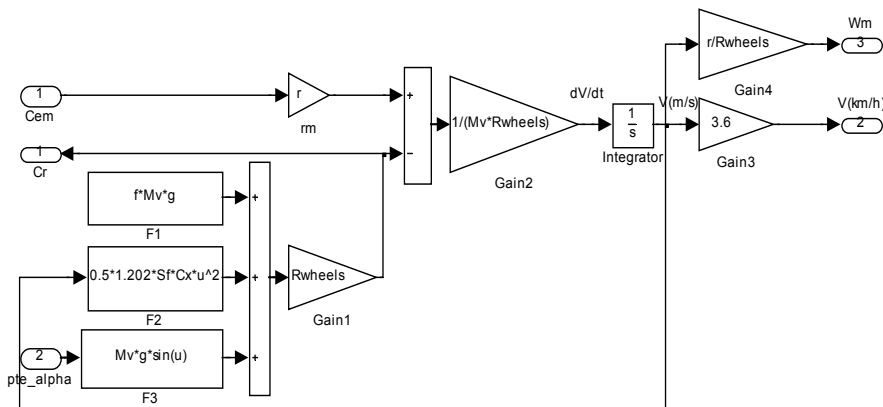 r/Rwheels
Wm
3
Gain4
1
Cem
r
rm
+
−
1/(Mv*Rwheels)
Gain2
dV/dt
1
s
Integrator
V(m/s)
3.6
Gain3
V(km/h)
2
1
Cr
f*Mv*g
F1
+
0.5*1.202*Sf*Cx*u^2
F2
+
Rwheels
Gain1
2
pte_alpha
Mv*g*sin(u)
F3
+